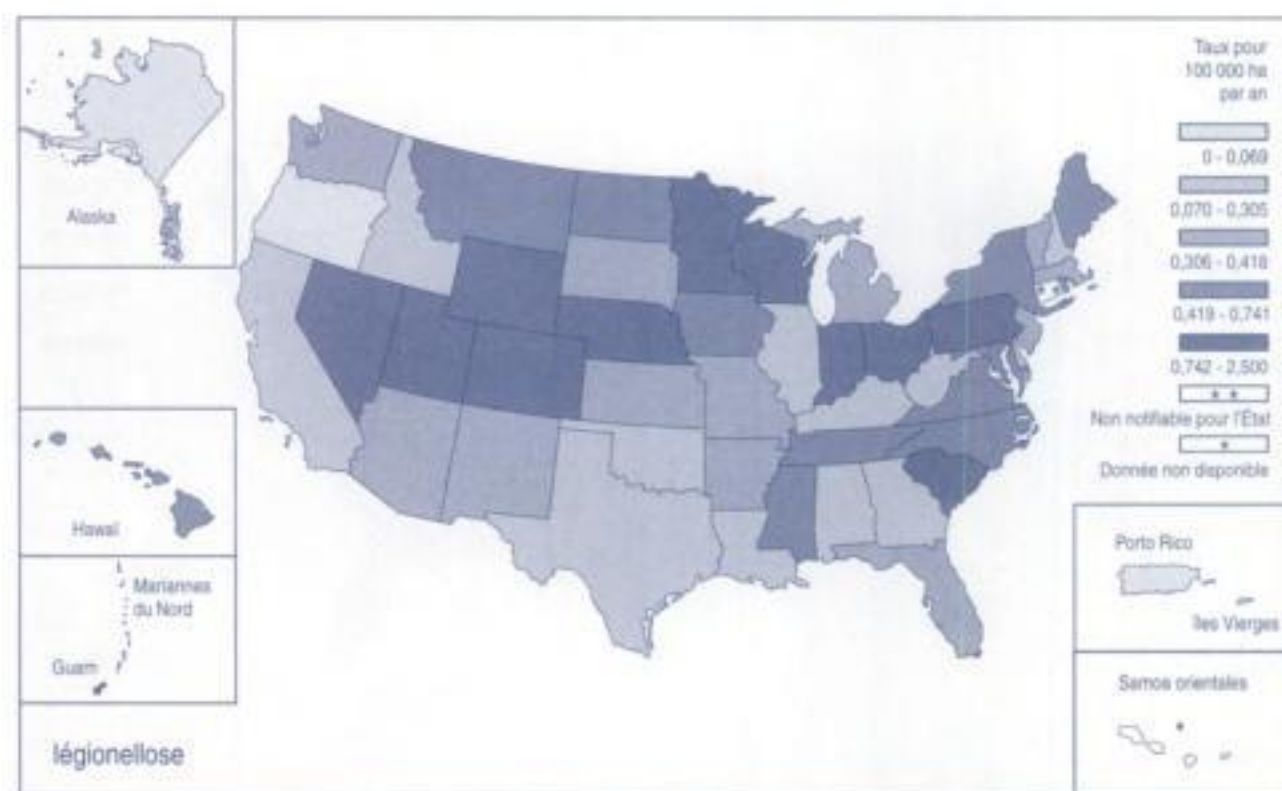 Alaska
Hawaï
Mariannes
du Nord
Guam
légionellose
Taux pour
100 000 ha
par an
0 - 0,069
0,070 - 0,305
0,306 - 0,418
0,419 - 0,741
0,742 - 2,500
* *
Non notifiable pour l'État
*
Donnée non disponible
Porto Rico
îles Vierges
Samoa orientales
*